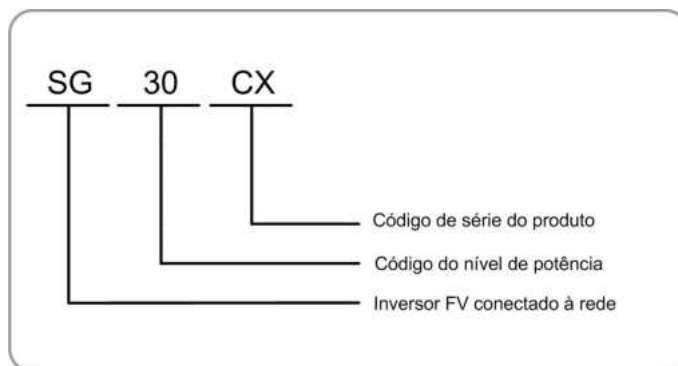 SG 30 CX
Código de série do produto
Código do nível de potência
Inversor FV conectado à rede